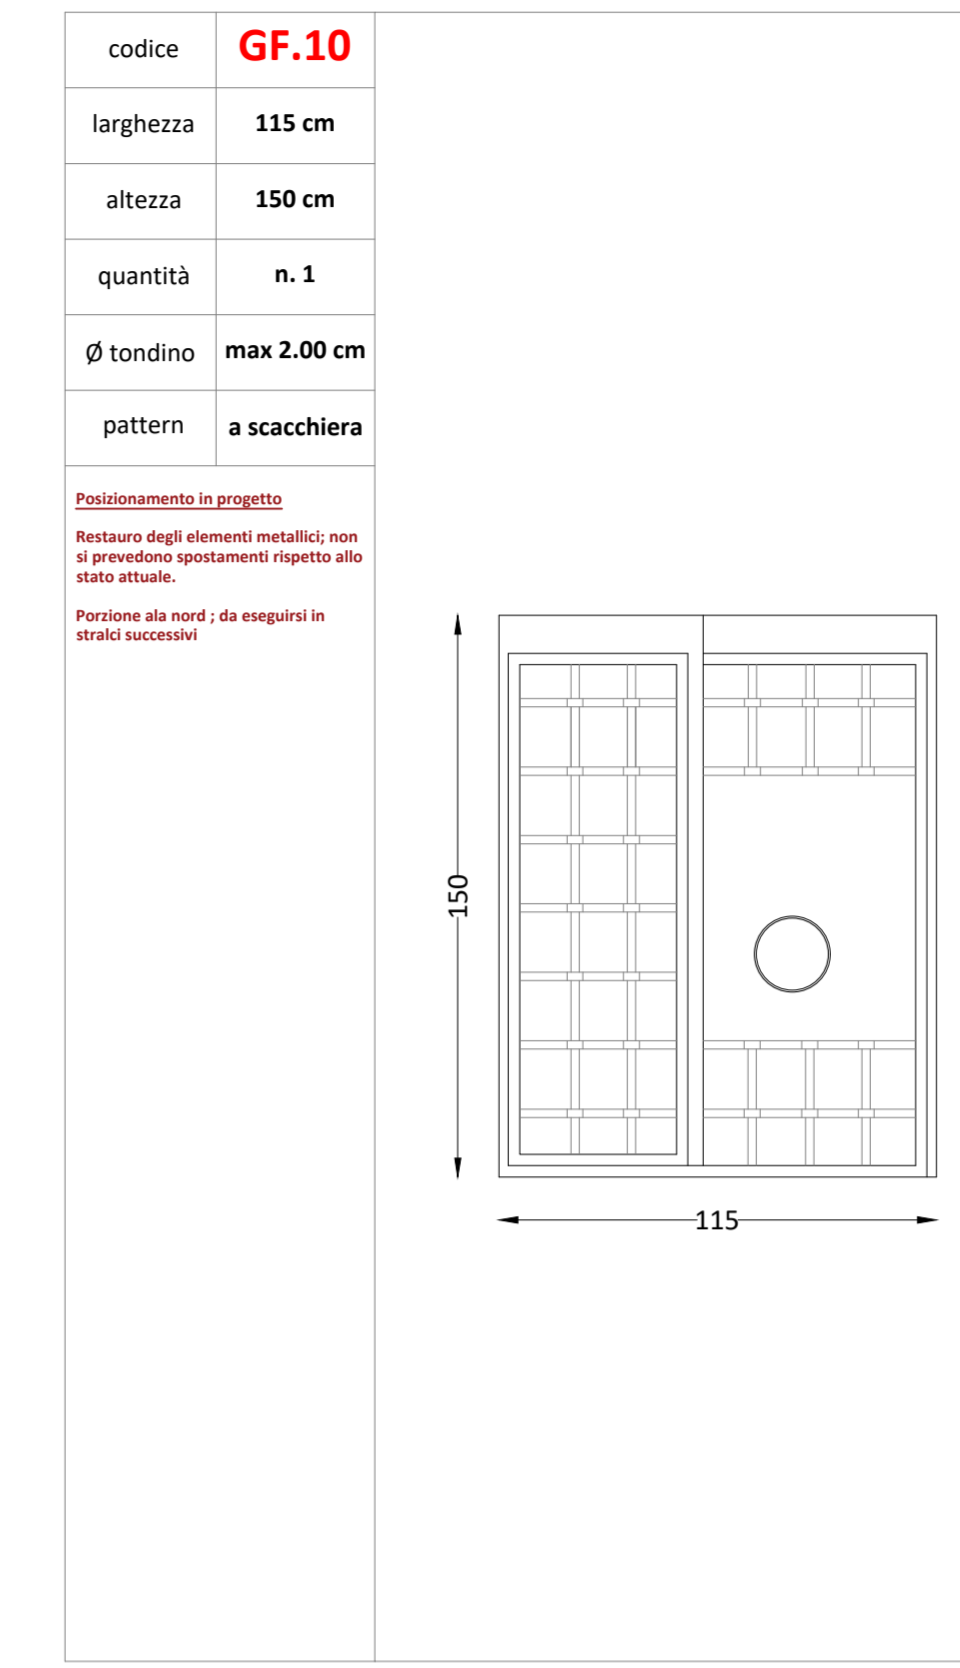 codice GF.10
larghezza 115 cm
altezza 150 cm
quantità n. 1
Ø tondino max 2.00 cm
pattern a scacchiera
Posizionamento in progetto
Restauro degli elementi metallici; non
si prevedono spostamenti rispetto allo
stato attuale.
Porzione ala nord ; da eseguirsi in
stralci successivi
150
115